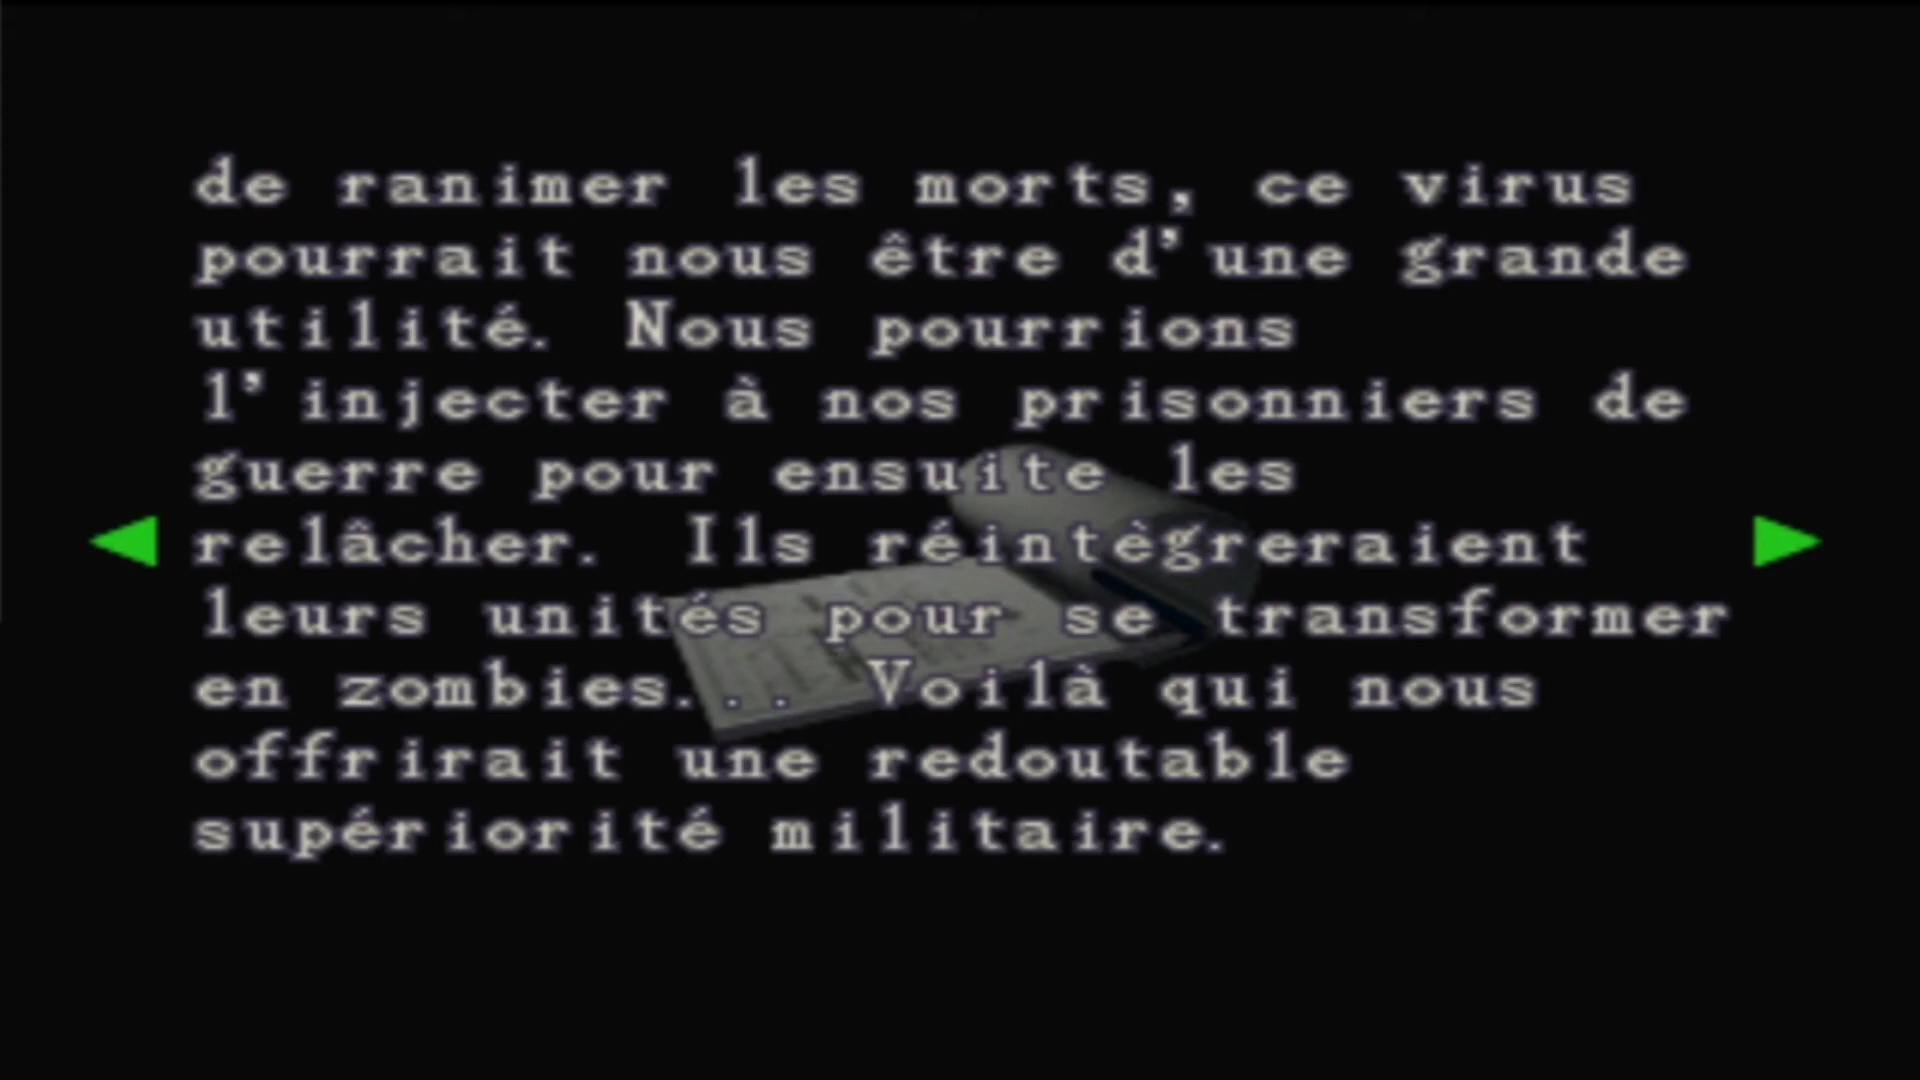 de ranimer les morts, ce virus
pourrait nous être d'une grande
utilité. Nous pourrions
l'injecter à nos prisonniers de
guerre pour ensuite les
relâcher. Ils réintègreraient
leurs unités pour se transformer
en zombies... Voilà qui nous
offrirait une redoutable
supériorité militaire.